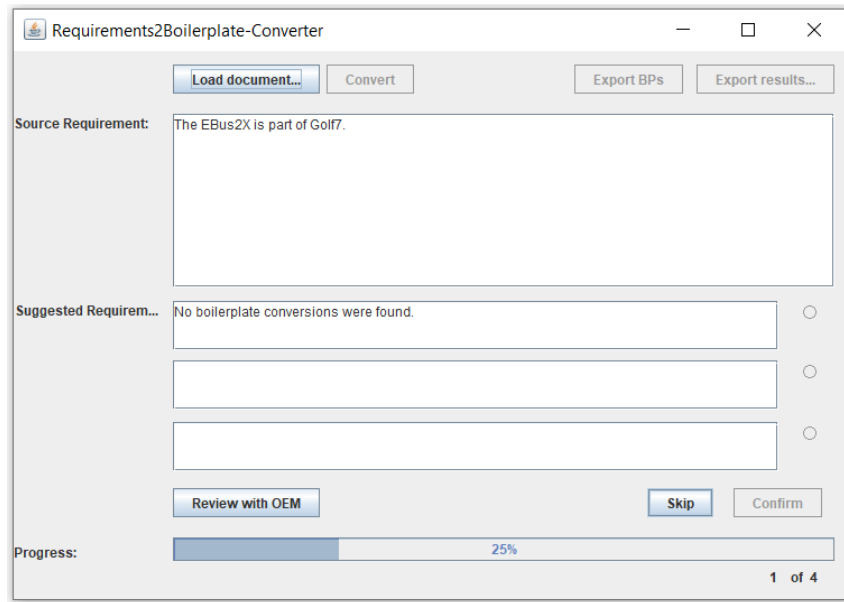 Requirements2Boilerplate-Converter
Load document... Convert Export BPs Export results...
Source Requirement: The EBus2X is part of Golf7.
Suggested Requirem... No boilerplate conversions were found.
Review with OEM Skip Confirm
Progress: 25%
1 of 4